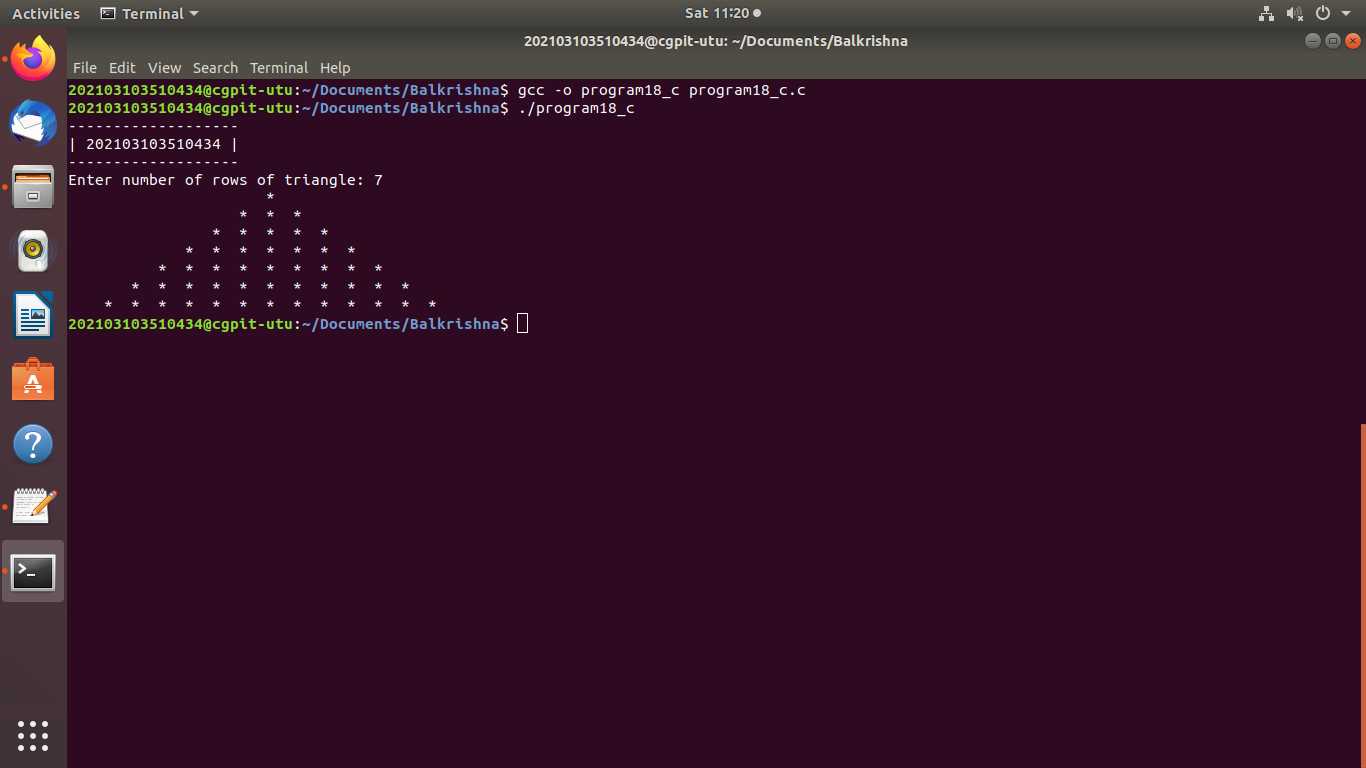 Activities Terminal Sat 11:20
202103103510434@cgpit-utu: ~/Documents/Balkrishna
File Edit View Search Terminal Help
202103103510434@cgpit-utu:~/Documents/Balkrishna$ gcc -o program18_c program18_c.c
202103103510434@cgpit-utu:~/Documents/Balkrishna$ ./program18_c
-------------------
| 202103103510434 |
-------------------
Enter number of rows of triangle: 7
                      *
                   *  *  *
                *  *  *  *  *
             *  *  *  *  *  *  *
          *  *  *  *  *  *  *  *  *
       *  *  *  *  *  *  *  *  *  *  *
    *  *  *  *  *  *  *  *  *  *  *  *  *
202103103510434@cgpit-utu:~/Documents/Balkrishna$